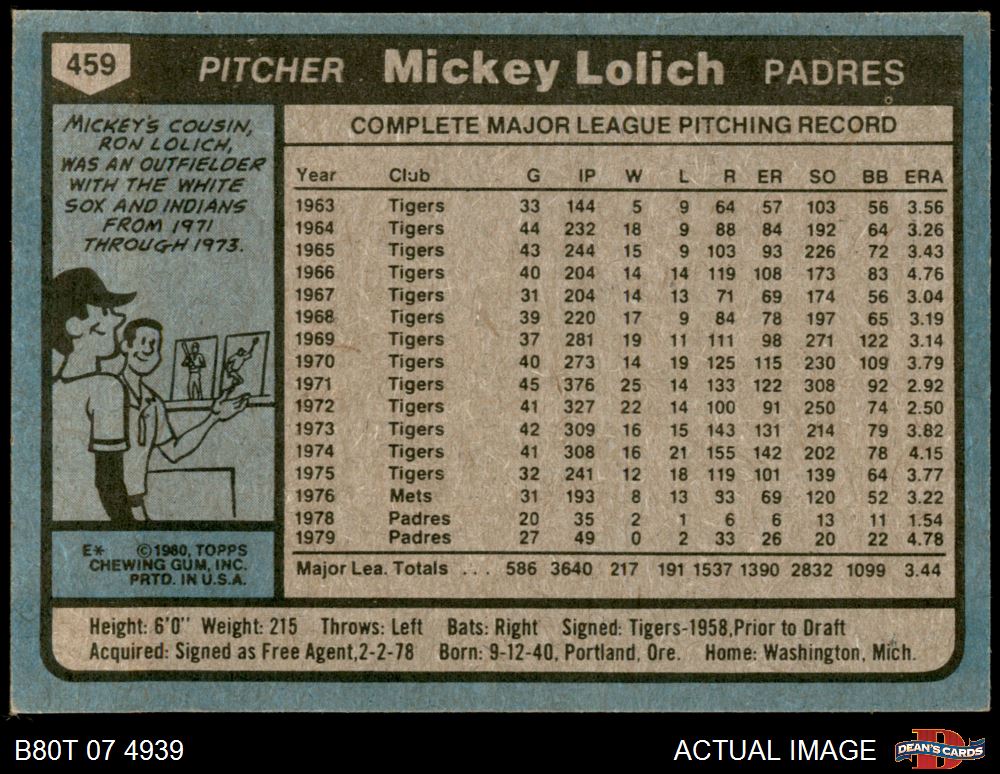 459 PITCHER Mickey Lolich PADRES
MICKEY'S COUSIN,
RON LOLICH,
WAS AN OUTFIELDER
WITH THE WHITE
SOX AND INDIANS
FROM 1971
THROUGH 1973.
E* ©1980, TOPPS
CHEWING GUM, INC.
PRTD. IN U.S.A.
COMPLETE MAJOR LEAGUE PITCHING RECORD
Year Club G IP W L R ER SO BB ERA
1963 Tigers 33 144 5 9 64 57 103 56 3.56
1964 Tigers 44 232 18 9 88 84 192 64 3.26
1965 Tigers 43 244 15 9 103 93 226 72 3.43
1966 Tigers 40 204 14 14 119 108 173 83 4.76
1967 Tigers 31 204 14 13 71 69 174 56 3.04
1968 Tigers 39 220 17 9 84 78 197 65 3.19
1969 Tigers 37 281 19 11 111 98 271 122 3.14
1970 Tigers 40 273 14 19 125 115 230 109 3.79
1971 Tigers 45 376 25 14 133 122 308 92 2.92
1972 Tigers 41 327 22 14 100 91 250 74 2.50
1973 Tigers 42 309 16 15 143 131 214 79 3.82
1974 Tigers 41 308 16 21 155 142 202 78 4.15
1975 Tigers 32 241 12 18 119 101 139 64 3.77
1976 Mets 31 193 8 13 83 69 120 52 3.22
1978 Padres 20 35 2 1 6 6 13 11 1.54
1979 Padres 27 49 0 2 33 26 20 22 4.78
Major Lea. Totals . . . 586 3640 217 191 1537 1390 2832 1099 3.44
Height: 6'0" Weight: 215 Throws: Left Bats: Right Signed: Tigers-1958,Prior to Draft
Acquired: Signed as Free Agent,2-2-78 Born: 9-12-40, Portland, Ore. Home: Washington, Mich.
B80T 07 4939 ACTUAL IMAGE DEAN'S CARDS